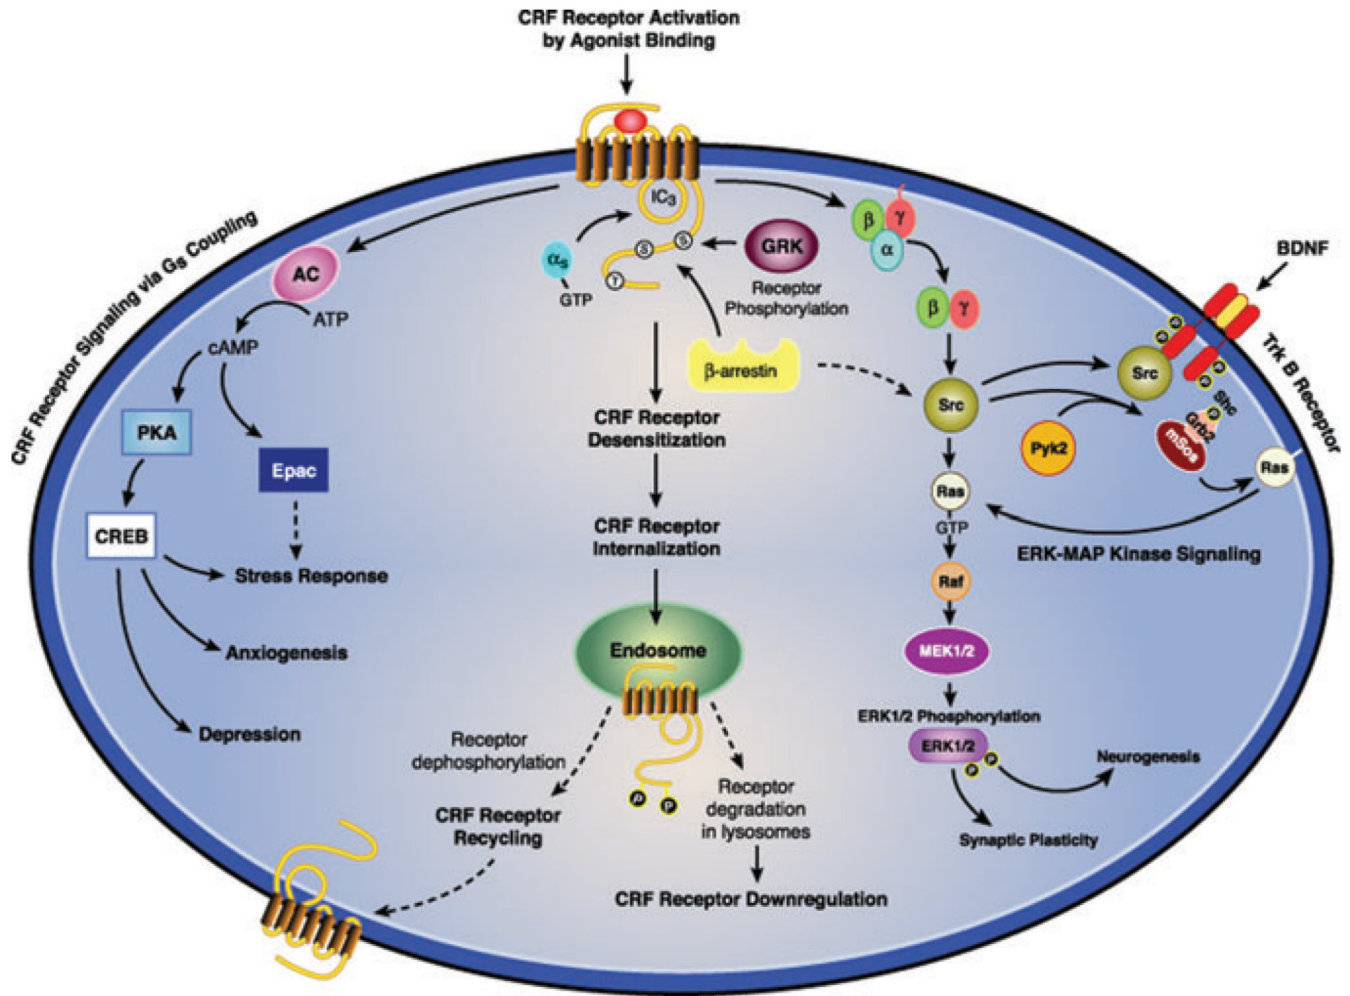 CRF Receptor Activation
by Agonist Binding
CRF Receptor Signaling via Gs Coupling
IC3
AC
ATP
cAMP
PKA
Epac
CREB
Stress Response
Anxiogenesis
Depression
αs
GTP
S
S
Y
GRK
Receptor
Phosphorylation
β-arrestin
CRF Receptor
Desensitization
CRF Receptor
Internalization
Endosome
P
P
Receptor
dephosphorylation
CRF Receptor
Recycling
Receptor
degradation
in lysosomes
CRF Receptor Downregulation
β
γ
α
β
γ
Src
Ras
GTP
Raf
MEK1/2
ERK1/2 Phosphorylation
ERK1/2
P
P
Neurogenesis
Synaptic Plasticity
BDNF
Trk B Receptor
P
P
Src
P
P
Shc
P
Grb2
mSos
Pyk2
Ras
ERK-MAP Kinase Signaling